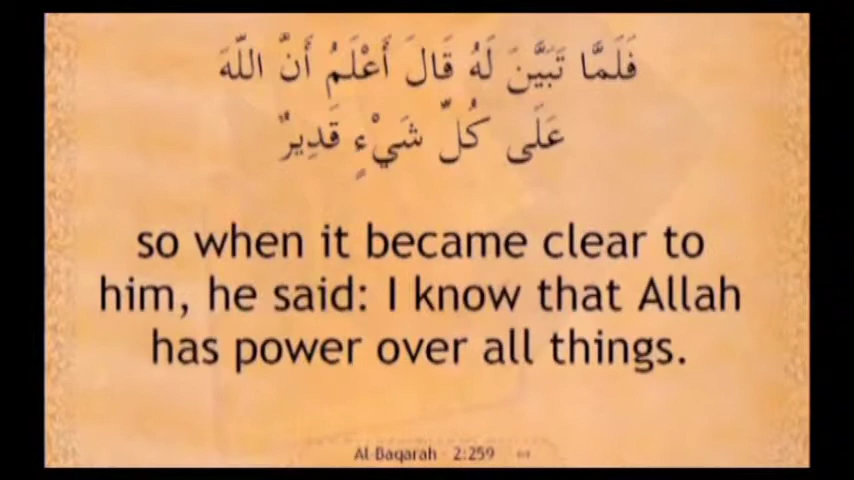 فَلَمَّا تَبَيَّنَ لَهُ قَالَ أَعْلَمُ أَنَّ اللّهَ
عَلَى كُلِّ شَيْءٍ قَدِيرٌ
so when it became clear to
him, he said: I know that Allah
has power over all things.
Al-Baqarah - 2:259